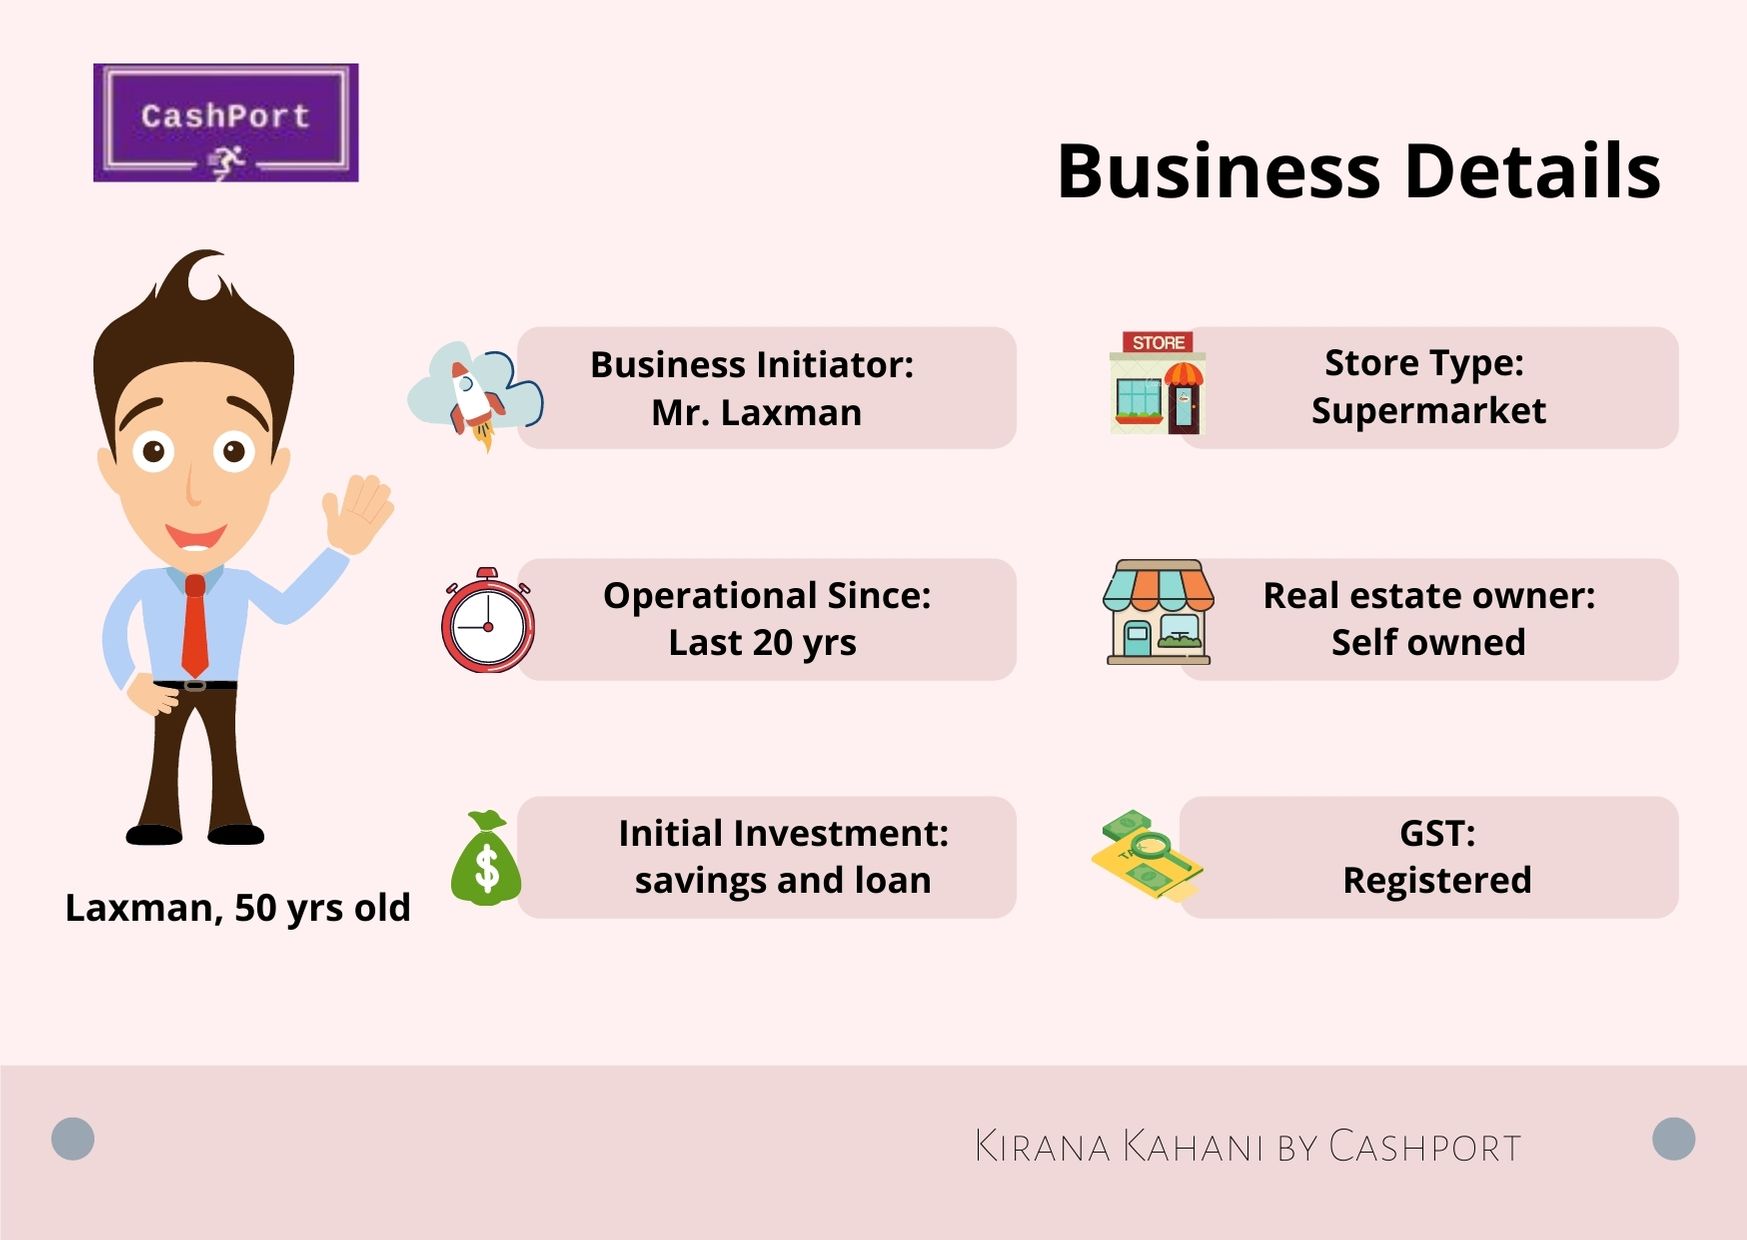 CashPort
Business Details
Business Initiator:
Mr. Laxman
STORE
Store Type:
Supermarket
Operational Since:
Last 20 yrs
Real estate owner:
Self owned
$
Initial Investment:
savings and loan
GST:
Registered
Laxman, 50 yrs old
Kirana Kahani by Cashport